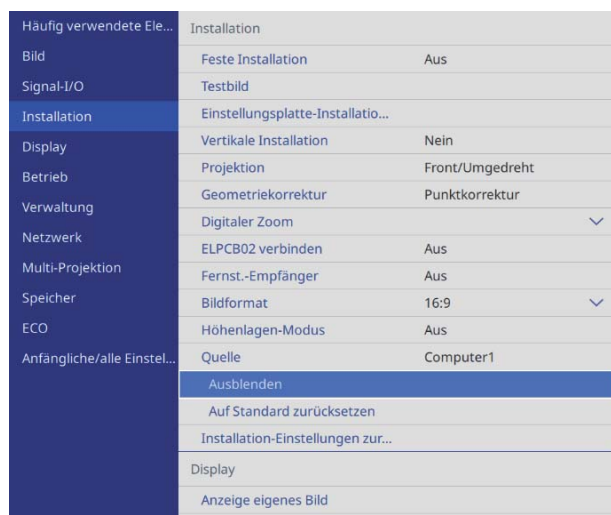 Häufig verwendete Ele...
Bild
Signal-I/O
Installation
Display
Betrieb
Verwaltung
Netzwerk
Multi-Projektion
Speicher
ECO
Anfängliche/alle Einstel...
Installation
Feste Installation Aus
Testbild
Einstellungsplatte-Installatio...
Vertikale Installation Nein
Projektion Front/Umgedreht
Geometriekorrektur Punktkorrektur
Digitaler Zoom
ELPCB02 verbinden Aus
Fernst.-Empfänger Aus
Bildformat 16:9
Höhenlagen-Modus Aus
Quelle Computer1
Ausblenden
Auf Standard zurücksetzen
Installation-Einstellungen zur...
Display
Anzeige eigenes Bild